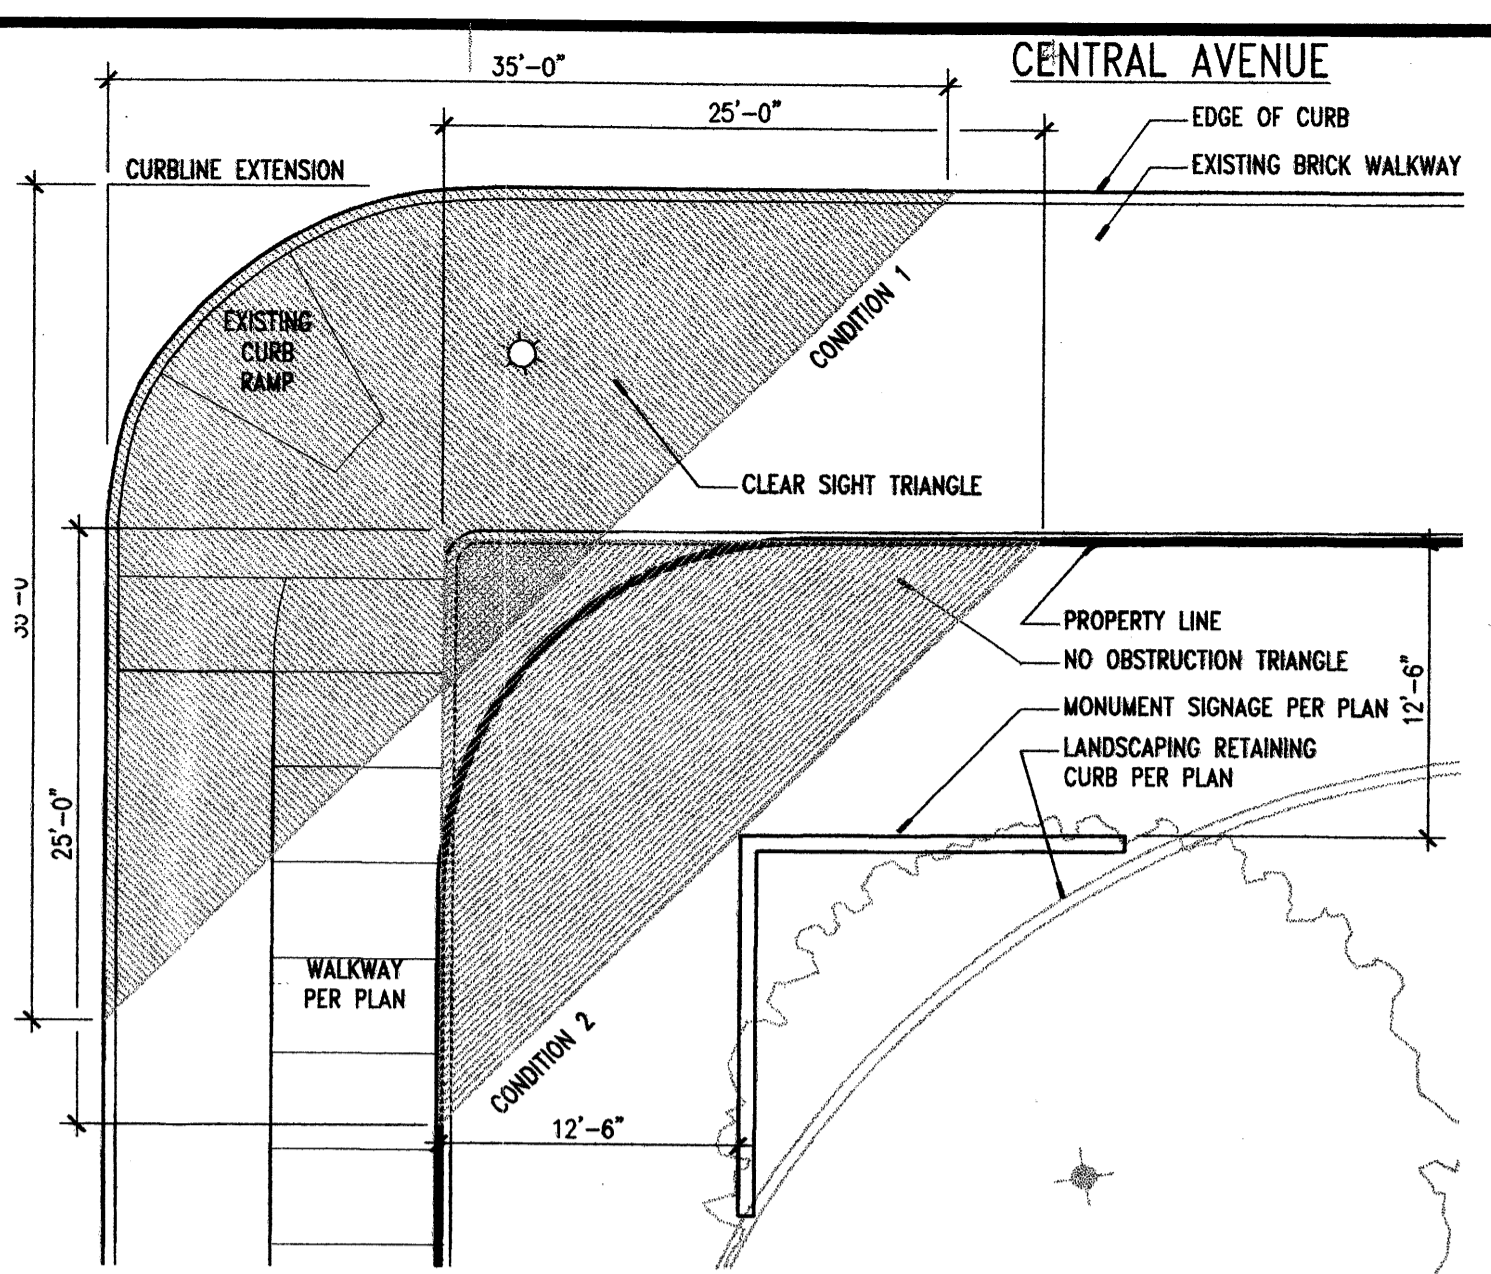 CENTRAL AVENUE
35'-0"
25'-0"
EDGE OF CURB
CURBLINE EXTENSION
EXISTING BRICK WALKWAY
EXISTING
CURB
RAMP
CONDITION 1
CLEAR SIGHT TRIANGLE
PROPERTY LINE
NO OBSTRUCTION TRIANGLE
MONUMENT SIGNAGE PER PLAN
12'-6"
LANDSCAPING RETAINING
CURB PER PLAN
25'-0"
WALKWAY
PER PLAN
CONDITION 2
12'-6"